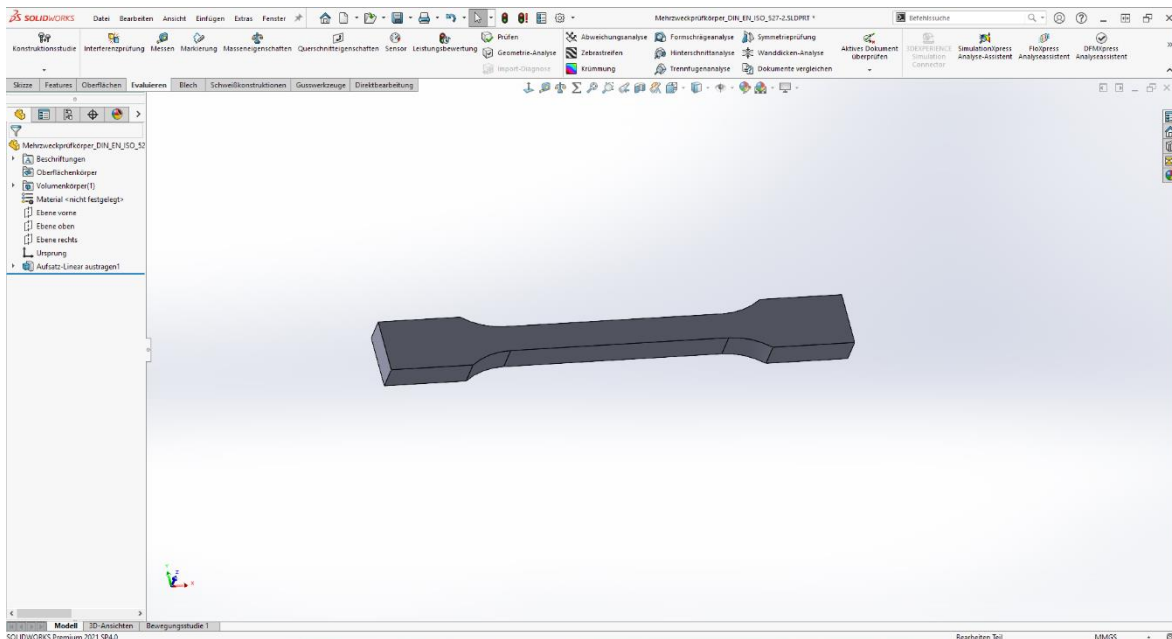 SOLIDWORKS Datei Bearbeiten Ansicht Einfügen Extras Fenster Mehrzweckprüfkörper_DIN_EN_ISO_527-2.SLDPRT * Befehlssuche
Konstruktionsstudie Interferenzprüfung Messen Markierung Masseneigenschaften Querschnitteigenschaften Sensor Leistungsbewertung
Prüfen Abweichungsanalyse Formschrägeanalyse Symmetrieprüfung
Geometrie-Analyse Zebrastreifen Hinterschnittanalyse Wanddicken-Analyse
Import-Diagnose Krümmung Trennfugenanalyse Dokumente vergleichen
Aktives Dokument
überprüfen
3DEXPERIENCE
Simulation
Connector
SimulationXpress
Analyse-Assistent
FloXpress
Analyseassistent
DFMXpress
Analyseassistent
Skizze Features Oberflächen Evaluieren Blech Schweißkonstruktionen Gusswerkzeuge Direktbearbeitung
Mehrzweckprüfkörper_DIN_EN_ISO_52
Beschriftungen
Oberflächenkörper
Volumenkörper(1)
Material <nicht festgelegt>
Ebene vorne
Ebene oben
Ebene rechts
Ursprung
Aufsatz-Linear austragen1
Modell 3D-Ansichten Bewegungsstudie 1
SOLIDWORKS Premium 2021 SP4.0 Bearbeiten Teil MMGS